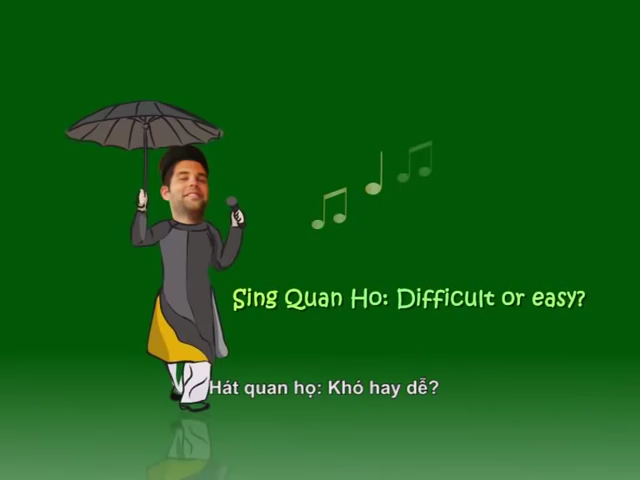 Sing Quan Ho: Difficult or easy?
Hát quan họ: Khó hay dễ?